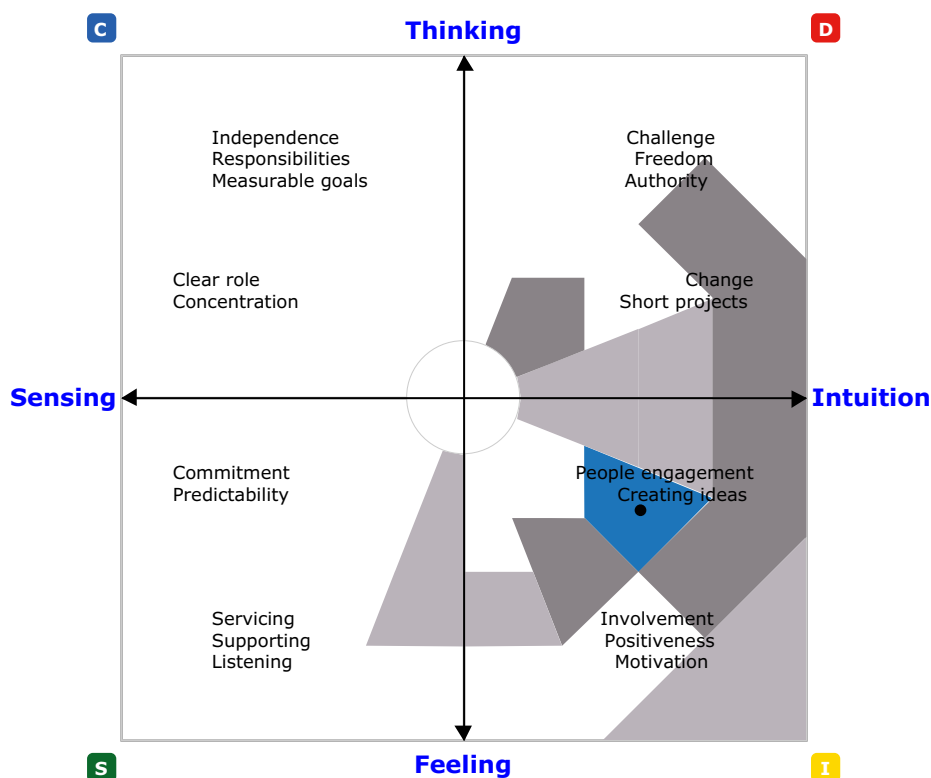 C
Thinking
D
Independence
Responsibilities
Measurable goals
Challenge
Freedom
Authority
Clear role
Concentration
Change
Short projects
Sensing
Intuition
Commitment
Predictability
People engagement
Creating ideas
Servicing
Supporting
Listening
Involvement
Positiveness
Motivation
S
Feeling
I